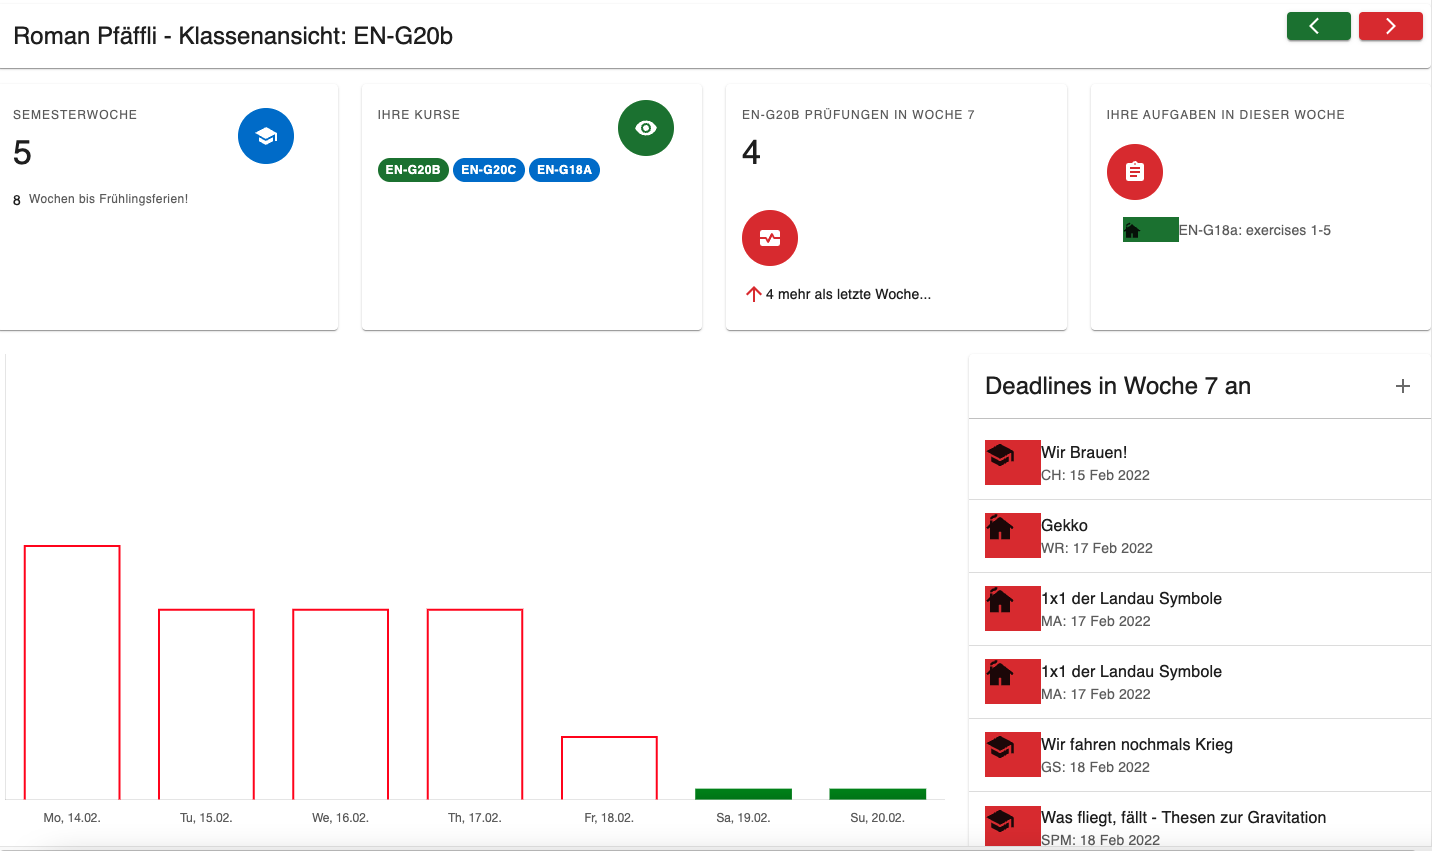 Roman Pfäffli - Klassenansicht: EN-G20b
SEMESTERWOCHE
5
8 Wochen bis Frühlingsferien!
IHRE KURSE
EN-G20B EN-G20C EN-G18A
EN-G20B PRÜFUNGEN IN WOCHE 7
4
4 mehr als letzte Woche...
IHRE AUFGABEN IN DIESER WOCHE
EN-G18a: exercises 1-5
Mo, 14.02. Tu, 15.02. We, 16.02. Th, 17.02. Fr, 18.02. Sa, 19.02. Su, 20.02.
Deadlines in Woche 7 an
Wir Brauen!
CH: 15 Feb 2022
Gekko
WR: 17 Feb 2022
1x1 der Landau Symbole
MA: 17 Feb 2022
1x1 der Landau Symbole
MA: 17 Feb 2022
Wir fahren nochmals Krieg
GS: 18 Feb 2022
Was fliegt, fällt - Thesen zur Gravitation
SPM: 18 Feb 2022